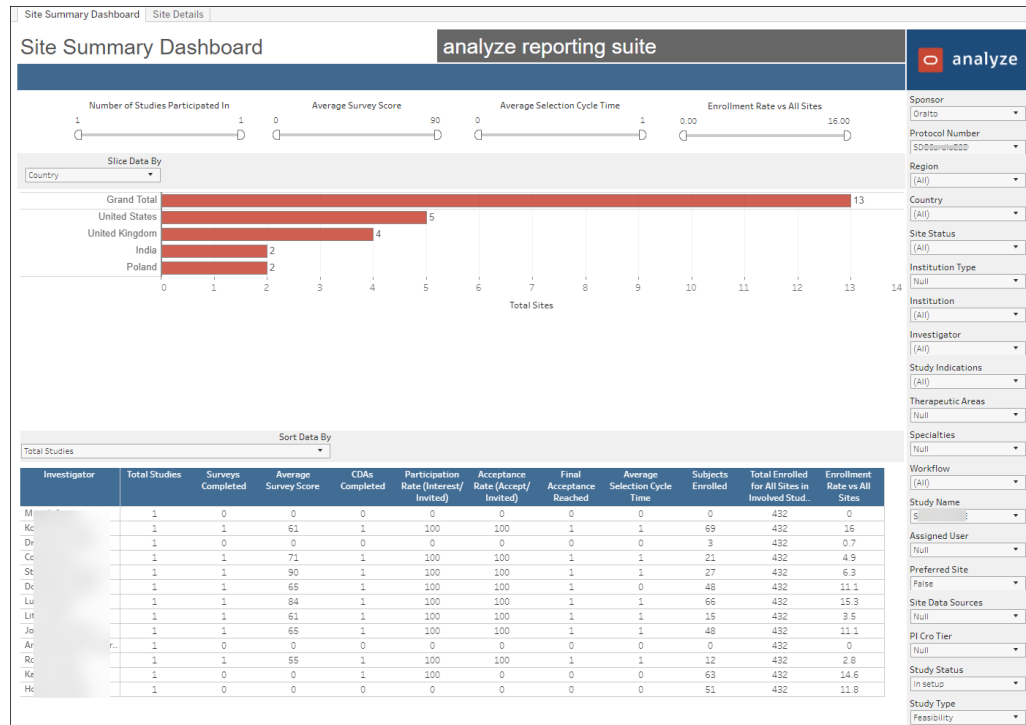 Site Summary Dashboard Site Details
Site Summary Dashboard
analyze reporting suite
analyze
Number of Studies Participated In
1 1
Average Survey Score
0 90
Average Selection Cycle Time
0 1
Enrollment Rate vs All Sites
0.00 16.00
Slice Data By
Country
Grand Total 13
United States 5
United Kingdom 4
India 2
Poland 2
0 1 2 3 4 5 6 7 8 9 10 11 12 13 14
Total Sites
Sort Data By
Total Studies
Investigator Total Studies Surveys Completed Average Survey Score CDAs Completed Participation Rate (Interest/ Invited) Acceptance Rate (Accept/ Invited) Final Acceptance Reached Average Selection Cycle Time Subjects Enrolled Total Enrolled for All Sites in Involved Stud.. Enrollment Rate vs All Sites
1 0 0 0 0 0 0 0 0 432 0
Ko 1 1 61 1 100 100 1 1 69 432 16
1 0 0 0 0 0 0 0 3 432 0.7
1 1 71 1 100 100 1 1 21 432 4.9
St 1 1 90 1 100 100 1 1 27 432 6.3
1 1 65 1 100 100 1 0 48 432 11.1
Lu 1 1 84 1 100 100 1 1 66 432 15.3
Lit 1 1 61 1 100 100 1 1 15 432 3.5
Jo 1 1 65 1 100 100 1 1 48 432 11.1
1 0 0 0 0 0 0 0 0 432 0
1 1 55 1 100 100 1 1 12 432 2.8
1 0 0 1 100 0 0 0 63 432 14.6
1 0 0 0 0 0 0 0 51 432 11.8
Sponsor
Oralto
Protocol Number
Region
(All)
Country
(All)
Site Status
(All)
Institution Type
Null
Institution
(All)
Investigator
(All)
Study Indications
(All)
Therapeutic Areas
Null
Specialties
Null
Workflow
(All)
Study Name
Assigned User
Null
Preferred Site
False
Site Data Sources
Null
PI Cro Tier
Null
Study Status
In setup
Study Type
Feasibility